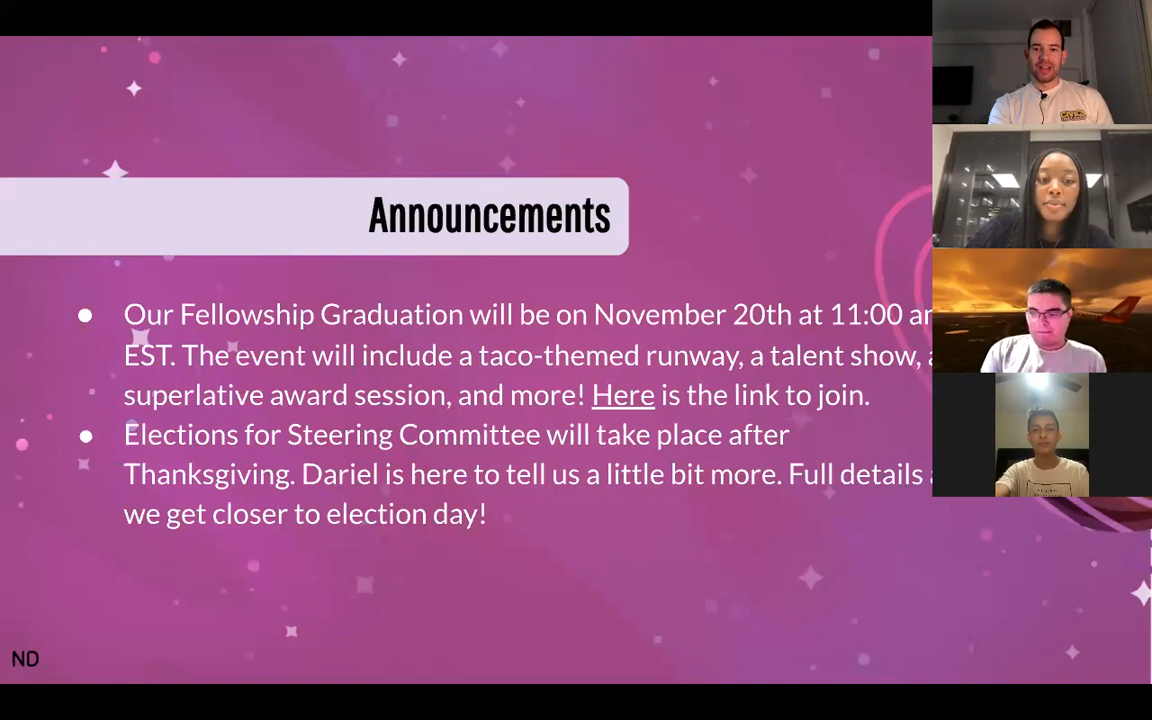 Announcements
● Our Fellowship Graduation will be on November 20th at 11:00
EST. The event will include a taco-themed runway, a talent show,
superlative award session, and more! Here is the link to join.
● Elections for Steering Committee will take place after
Thanksgiving. Dariel is here to tell us a little bit more. Full details
we get closer to election day!
ND
CIVICS